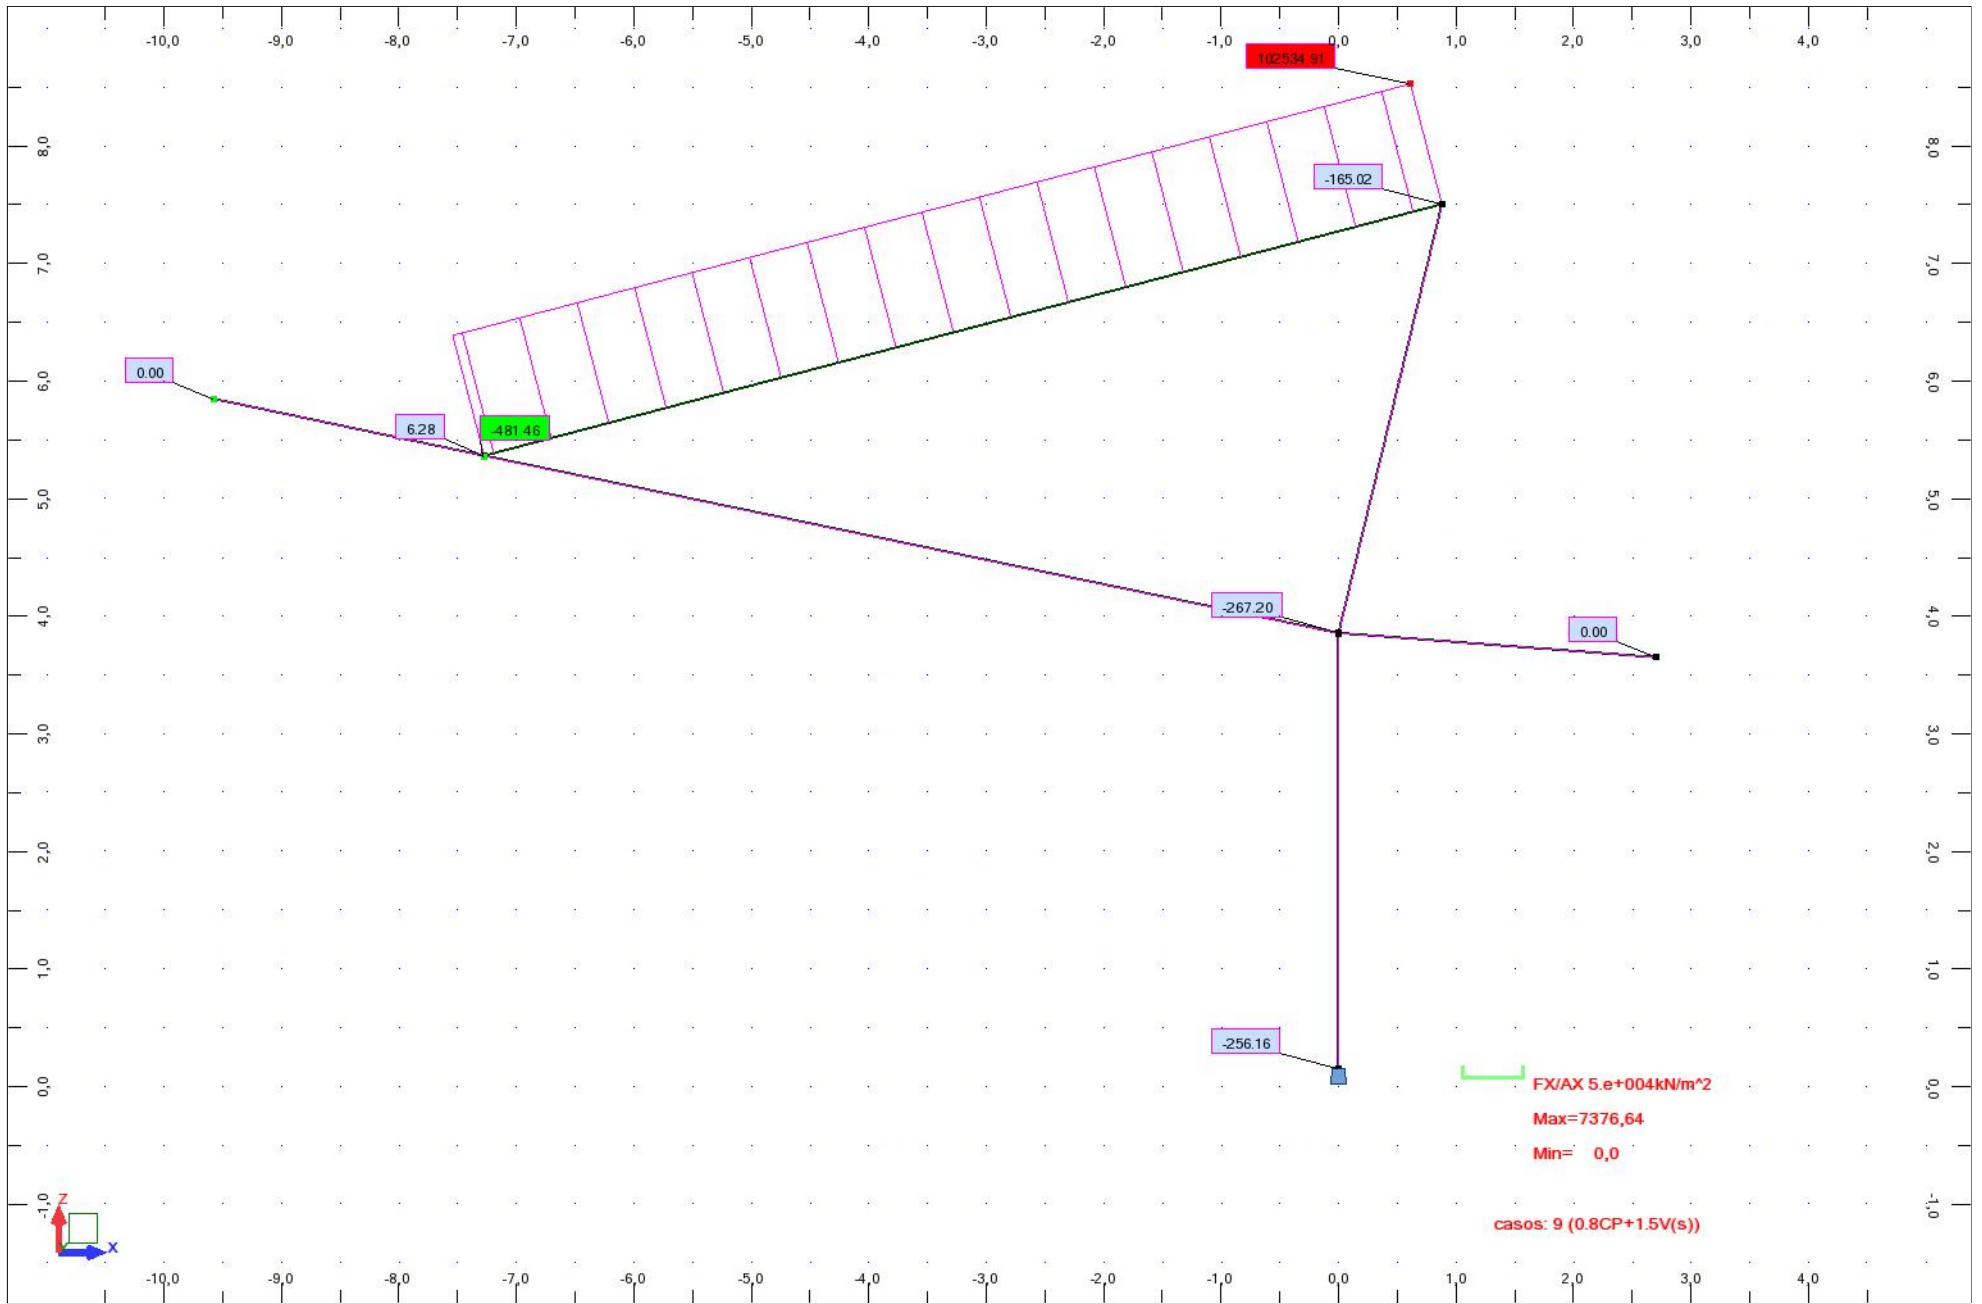 -10,0 -9,0 -8,0 -7,0 -6,0 -5,0 -4,0 -3,0 -2,0 -1,0 0,0 1,0 2,0 3,0 4,0
102534.91
8,0 8,0
-165.02
7,0 7,0
0.00
6,0 6,0
6.28
-481.46
5,0 5,0
-267.20
4,0 4,0
0.00
3,0 3,0
2,0 2,0
1,0 1,0
-256.16
0,0 0,0
FX/AX 5.e+004kN/m^2
Max=7376,64
Min= 0,0
-1,0 -1,0
Z
casos: 9 (0.8CP+1.5V(s))
X
-10,0 -9,0 -8,0 -7,0 -6,0 -5,0 -4,0 -3,0 -2,0 -1,0 0,0 1,0 2,0 3,0 4,0